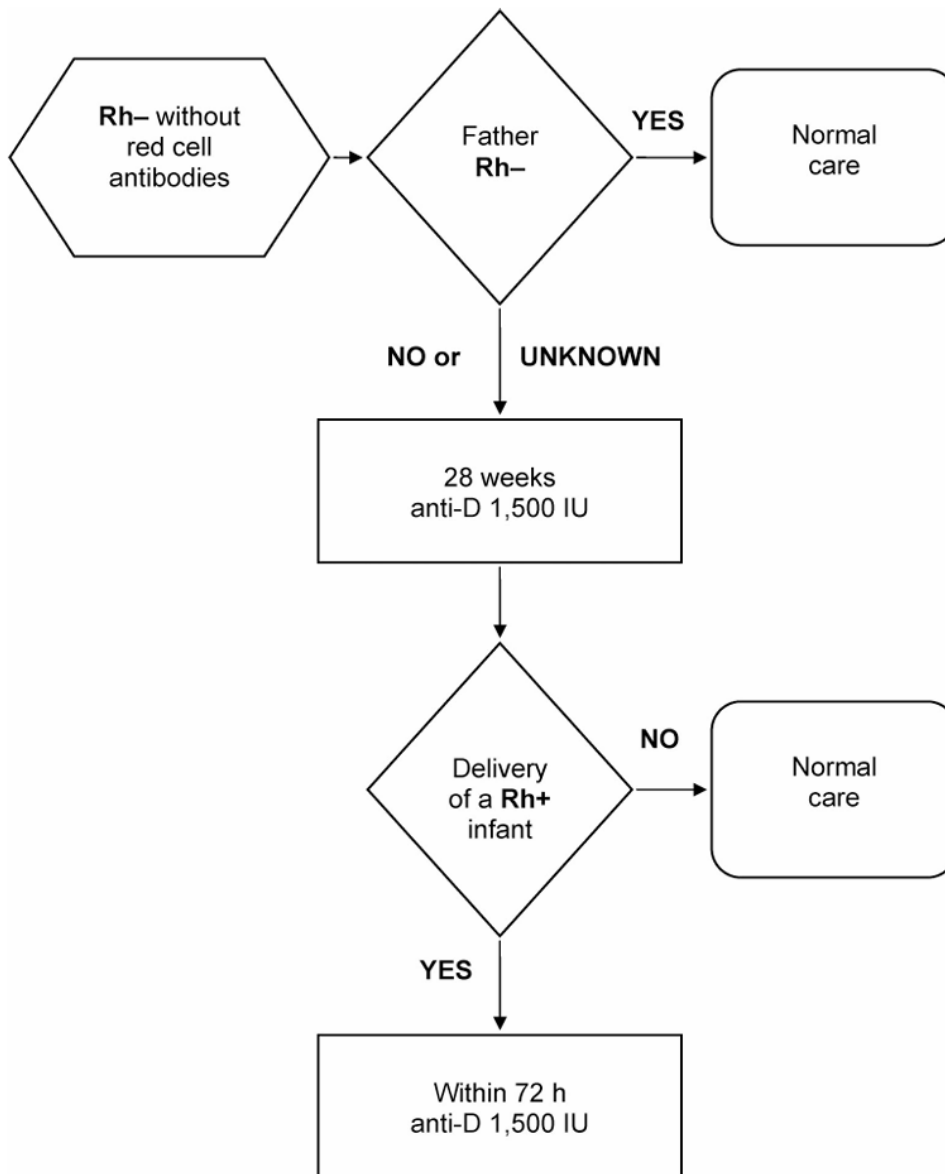 Rh– without
red cell
antibodies
Father
Rh–
YES
Normal
care
NO or UNKNOWN
28 weeks
anti-D 1,500 IU
Delivery
of a Rh+
infant
NO
Normal
care
YES
Within 72 h
anti-D 1,500 IU